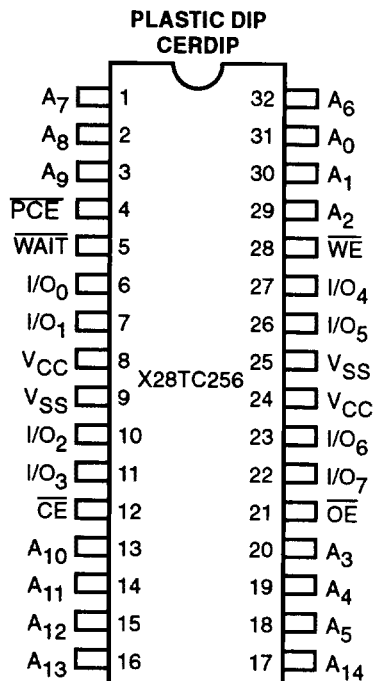 PLASTIC DIP
CERDIP
A7 1 32 A6
A8 2 31 A0
A9 3 30 A1
PCE 4 29 A2
WAIT 5 28 WE
I/O0 6 27 I/O4
I/O1 7 26 I/O5
VCC 8 25 VSS
X28TC256
VSS 9 24 VCC
I/O2 10 23 I/O6
I/O3 11 22 I/O7
CE 12 21 OE
A10 13 20 A3
A11 14 19 A4
A12 15 18 A5
A13 16 17 A14